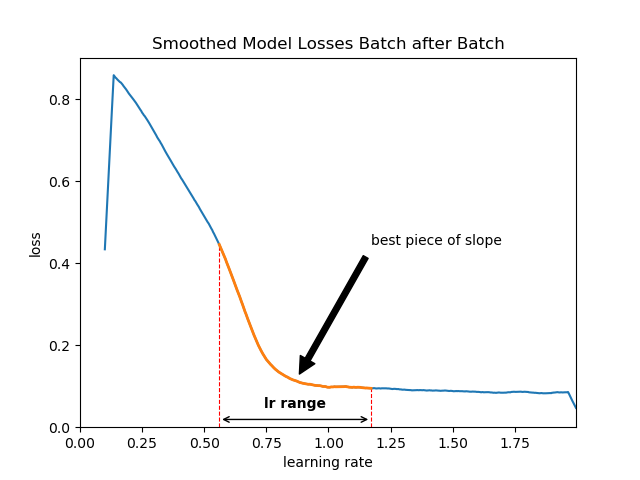 Smoothed Model Losses Batch after Batch
loss
0.8
0.6
0.4
0.2
0.0
best piece of slope
lr range
0.00 0.25 0.50 0.75 1.00 1.25 1.50 1.75
learning rate